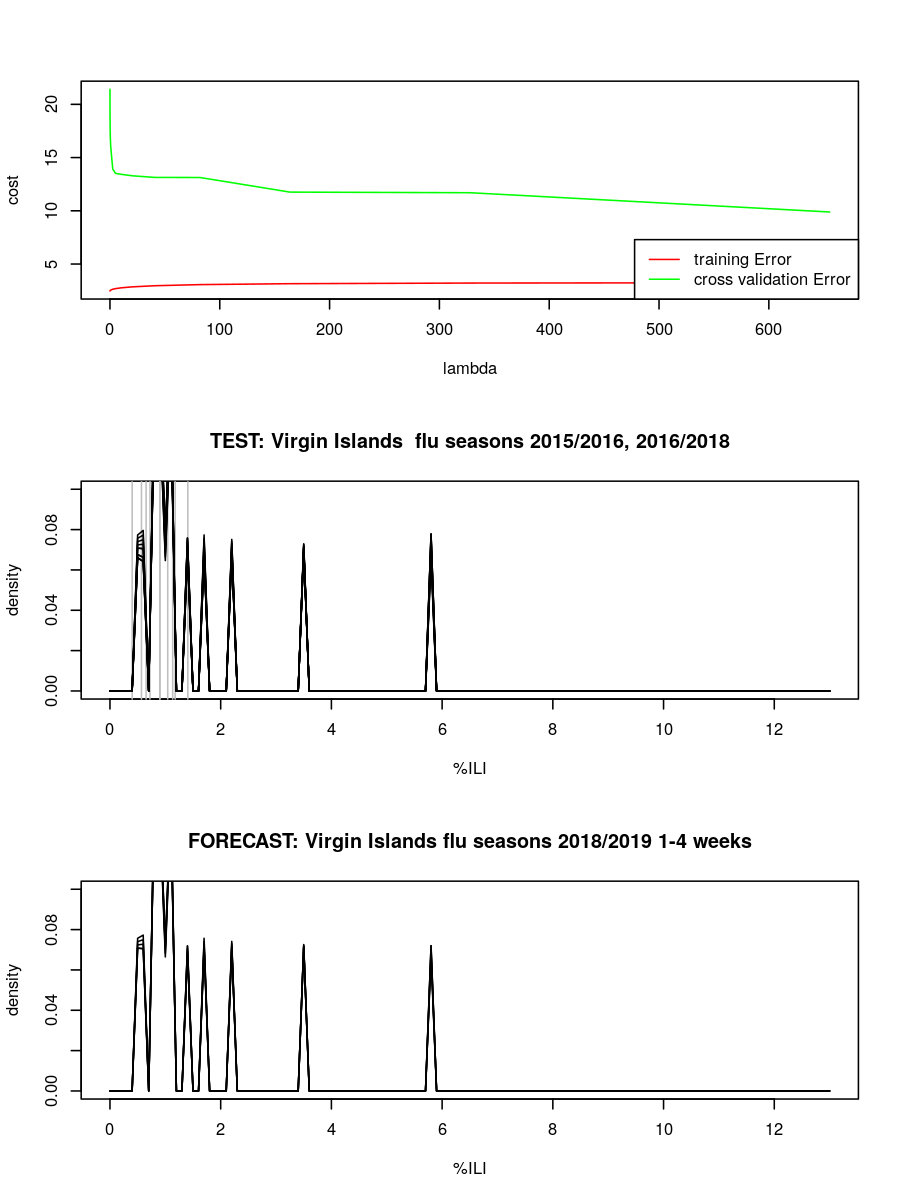 20
15
10
5
cost
training Error
cross validation Error
0 100 200 300 400 500 600
lambda
TEST: Virgin Islands  flu seasons 2015/2016, 2016/2018
0.08
0.04
0.00
density
0 2 4 6 8 10 12
%ILI
FORECAST: Virgin Islands flu seasons 2018/2019 1-4 weeks
0.08
0.04
0.00
density
0 2 4 6 8 10 12
%ILI